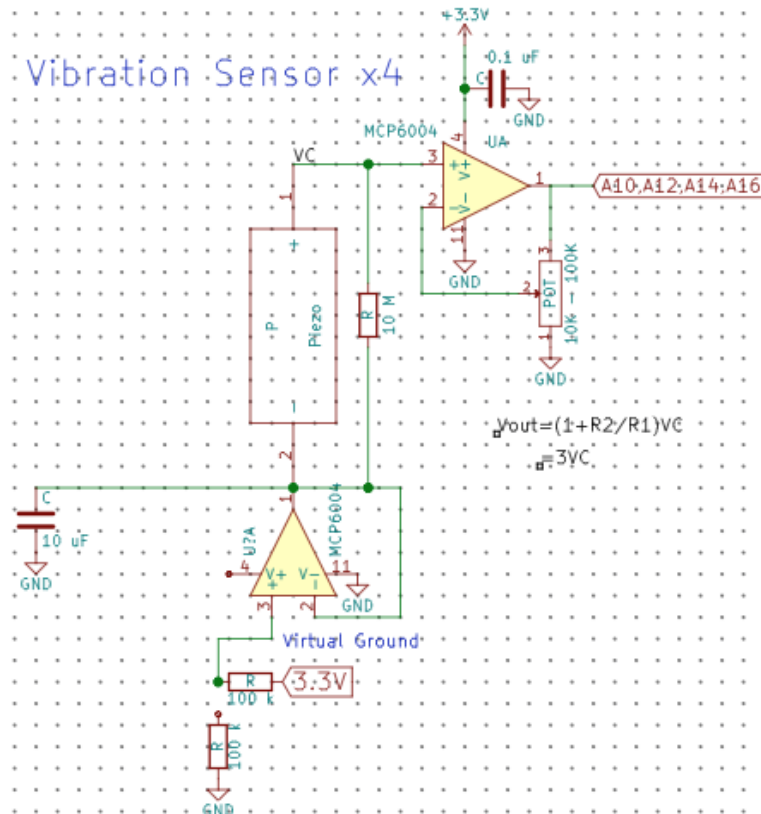 +3.3V
Vibration Sensor x4
0.1 uF
C
GND
MCP6004
4
UA
VC
3
+
V+
1
A10,A12,A14,A16
2
V-
11
GND
1
+
P
Piezo
R
10 M
3
2
POT
10K - 100K
1
GND
Vout=(1+R2/R1)VC
=3VC
2
C
10 uF
GND
1
U?A
MCP6004
4
V+
V-
11
+
GND
3
2
Virtual Ground
R
3.3V
100 k
R
100 k
GND